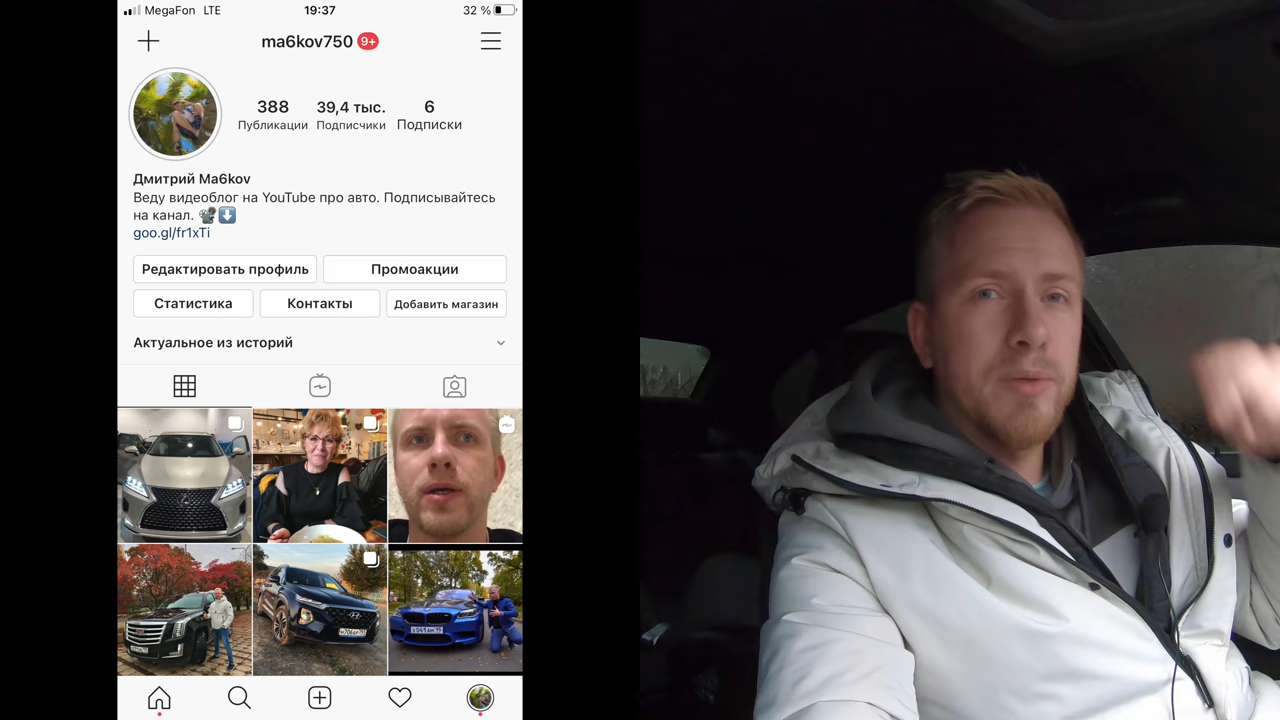 MegaFon LTE 19:37 32 %
ma6kov750 9+
388 39,4 тыс. 6
Публикации Подписчики Подписки
Дмитрий Ma6kov
Веду видеоблог на YouTube про авто. Подписывайтесь
на канал.
goo.gl/fr1xTi
Редактировать профиль Промоакции
Статистика Контакты Добавить магазин
Актуальное из историй